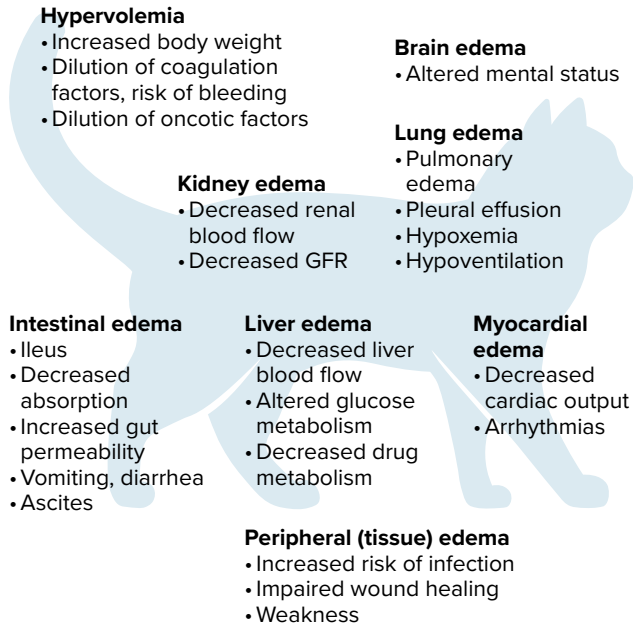 Hypervolemia
• Increased body weight
• Dilution of coagulation
factors, risk of bleeding
• Dilution of oncotic factors
Brain edema
• Altered mental status
Lung edema
• Pulmonary
edema
• Pleural effusion
• Hypoxemia
• Hypoventilation
Kidney edema
• Decreased renal
blood flow
• Decreased GFR
Intestinal edema
• Ileus
• Decreased
absorption
• Increased gut
permeability
• Vomiting, diarrhea
• Ascites
Liver edema
• Decreased liver
blood flow
• Altered glucose
metabolism
• Decreased drug
metabolism
Myocardial
edema
• Decreased
cardiac output
• Arrhythmias
Peripheral (tissue) edema
• Increased risk of infection
• Impaired wound healing
• Weakness